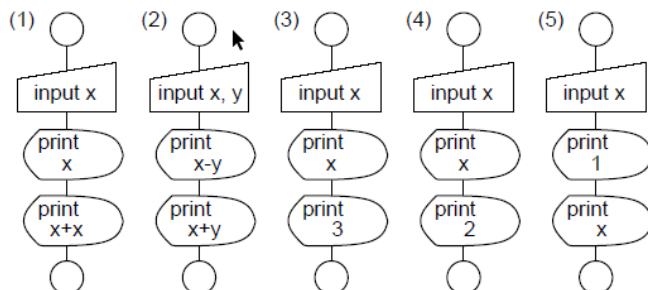 (1) (2) (3) (4) (5)
input x input x, y input x input x input x
print print print print print
x x-y x x 1
print print print print print
x+x x+y 3 2 x